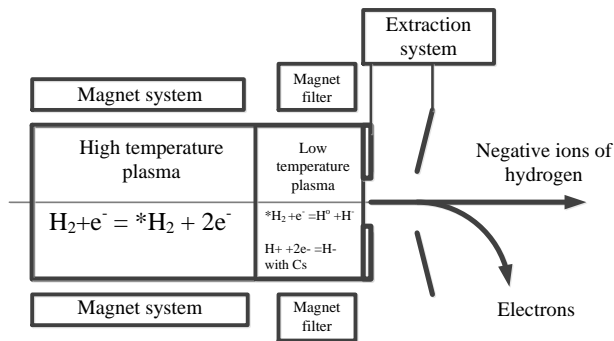 Extraction
system
Magnet system
Magnet
filter
High temperature
plasma
Low
temperature
plasma
Negative ions of
hydrogen
H₂+e⁻ = *H₂ + 2e⁻
*H₂ +e⁻ =Hº +H⁻
H+ +2e- =H-
with Cs
Magnet system
Magnet
filter
Electrons